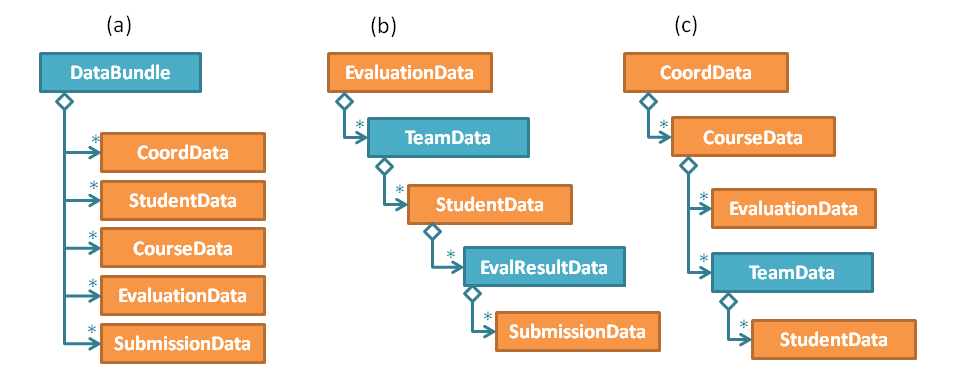 (a)
DataBundle
*
CoordData
*
StudentData
*
CourseData
*
EvaluationData
*
SubmissionData
(b)
EvaluationData
*
TeamData
*
StudentData
*
EvalResultData
*
SubmissionData
(c)
CoordData
*
CourseData
*
EvaluationData
*
TeamData
*
StudentData